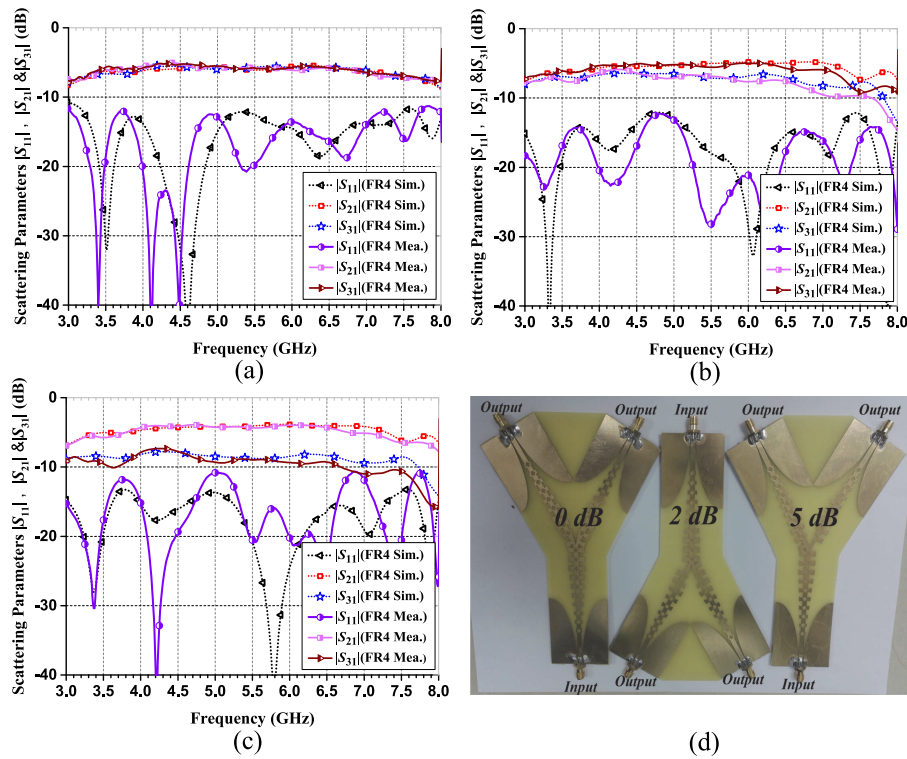 Scattering Parameters |S11| , |S21| &|S31| (dB)
0
-10
-20
-30
-40
|S11|(FR4 Sim.)
|S21|(FR4 Sim.)
|S31|(FR4 Sim.)
|S11|(FR4 Mea.)
|S21|(FR4 Mea.)
|S31|(FR4 Mea.)
3.0 3.5 4.0 4.5 5.0 5.5 6.0 6.5 7.0 7.5 8.0
Frequency (GHz)
(a)
Scattering Parameters |S11| , |S21| &|S31| (dB)
0
-10
-20
-30
-40
|S11|(FR4 Sim.)
|S21|(FR4 Sim.)
|S31|(FR4 Sim.)
|S11|(FR4 Mea.)
|S21|(FR4 Mea.)
|S31|(FR4 Mea.)
3.0 3.5 4.0 4.5 5.0 5.5 6.0 6.5 7.0 7.5 8.0
Frequency (GHz)
(b)
Scattering Parameters |S11| , |S21| &|S31| (dB)
0
-10
-20
-30
-40
|S11|(FR4 Sim.)
|S21|(FR4 Sim.)
|S31|(FR4 Sim.)
|S11|(FR4 Mea.)
|S21|(FR4 Mea.)
|S31|(FR4 Mea.)
3.0 3.5 4.0 4.5 5.0 5.5 6.0 6.5 7.0 7.5 8.0
Frequency (GHz)
(c)
Output Output Input Output Output
0 dB 2 dB 5 dB
Input Output Output Input
(d)